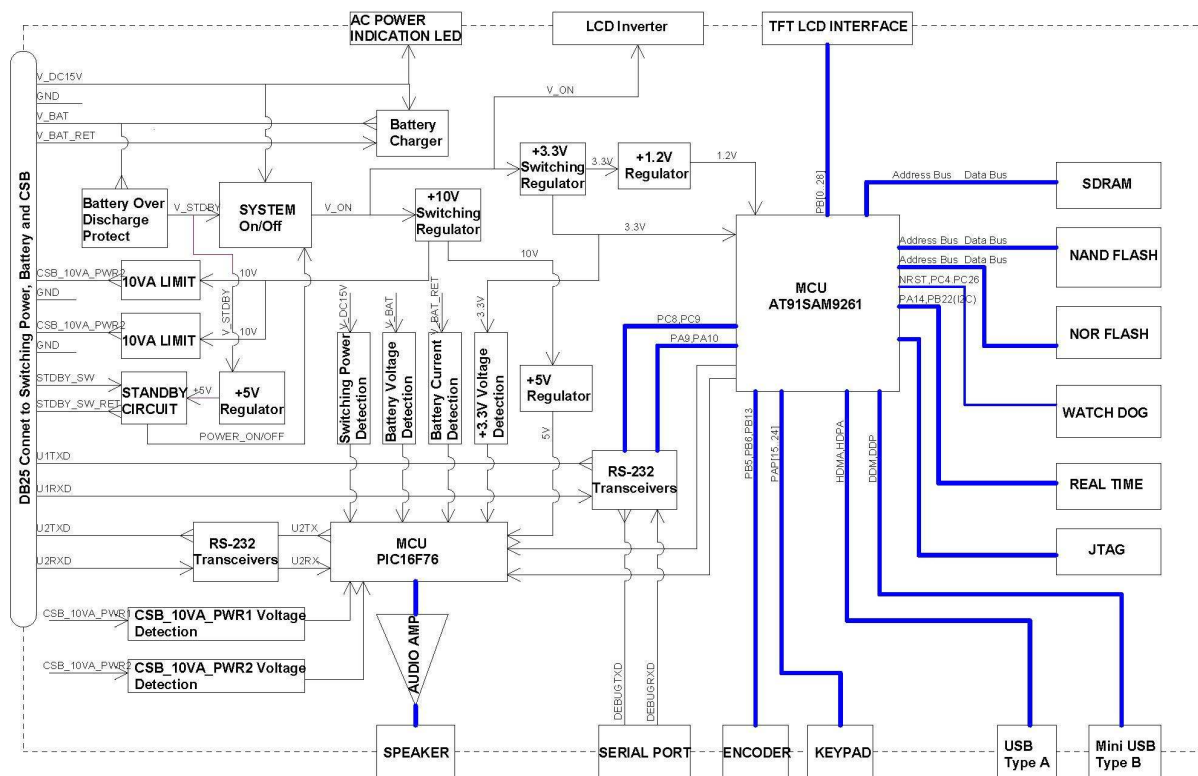 AC POWER
INDICATION LED
LCD Inverter
TFT LCD INTERFACE
DB25 Connet to Switching Power, Battery and CSB
V_DC15V
GND
V_BAT
V_BAT_RET
Battery
Charger
V_ON
+3.3V
Switching
Regulator
3.3V
+1.2V
Regulator
1.2V
Battery Over
Discharge
Protect
V_STDBY
SYSTEM
On/Off
V_ON
+10V
Switching
Regulator
3.3V
PB[0..28]
Address Bus Data Bus
SDRAM
Address Bus Data Bus
NAND FLASH
Address Bus Data Bus
NRST,PC4,PC26
PA14,PB22(I2C)
NOR FLASH
MCU
AT91SAM9261
WATCH DOG
REAL TIME
JTAG
CSB_10VA_PWR2
10VA LIMIT
10V
GND
V_STDBY
CSB_10VA_PWR2
10VA LIMIT
10V
GND
10V
V_DC15V
V_BAT
V_BAT_RET
3.3V
PC8,PC9
PA9,PA10
STDBY_SW
STDBY_SW_RET
STANDBY
CIRCUIT
+5V
+5V
Regulator
POWER_ON/OFF
Switching Power
Detection
Battery Voltage
Detection
Battery Current
Detection
+3.3V Voltage
Detection
+5V
Regulator
5V
U1TXD
U1RXD
RS-232
Transceivers
PB5,PB6,PB13
PAP[15..24]
HDMA,HDPA
DDM,DDP
U2TXD
U2RXD
RS-232
Transceivers
U2TX
U2RX
MCU
PIC16F76
CSB_10VA_PWR1
CSB_10VA_PWR1 Voltage
Detection
CSB_10VA_PWR2
CSB_10VA_PWR2 Voltage
Detection
AUDIO AMP
DEBUGTXD
DEBUGRXD
SPEAKER
SERIAL PORT
ENCODER
KEYPAD
USB
Type A
Mini USB
Type B